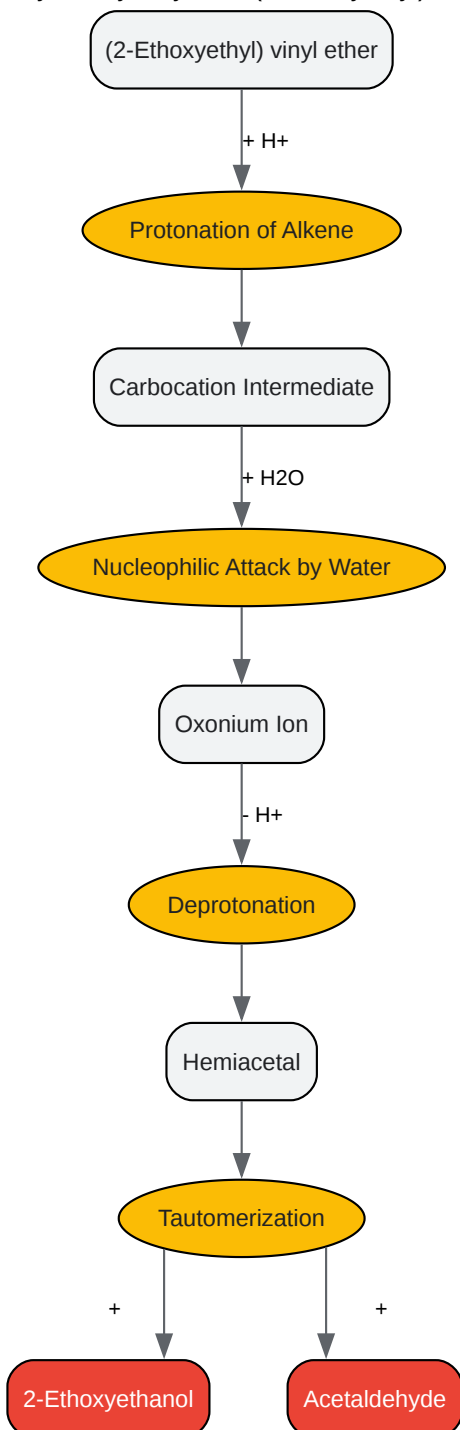 (2-Ethoxyethyl) vinyl ether
+ H+
Protonation of Alkene
Carbocation Intermediate
+ H2O
Nucleophilic Attack by Water
Oxonium Ion
- H+
Deprotonation
Hemiacetal
Tautomerization
+ +
2-Ethoxyethanol Acetaldehyde